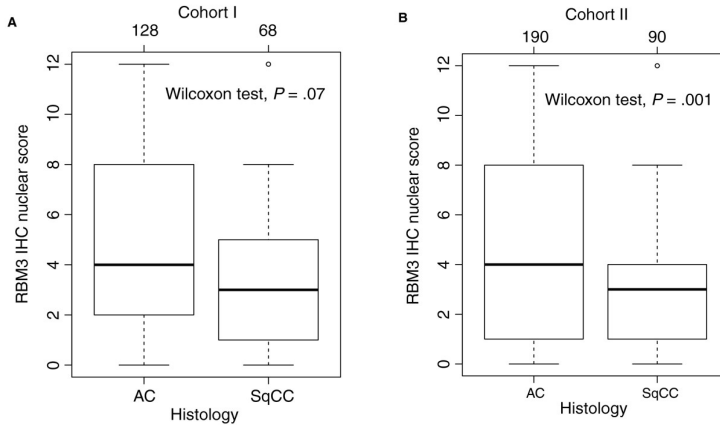 A
Cohort I
128 68
Wilcoxon test, P = .07
RBM3 IHC nuclear score
12
10
8
6
4
2
0
AC SqCC
Histology
B
Cohort II
190 90
Wilcoxon test, P = .001
RBM3 IHC nuclear score
12
10
8
6
4
2
0
AC SqCC
Histology